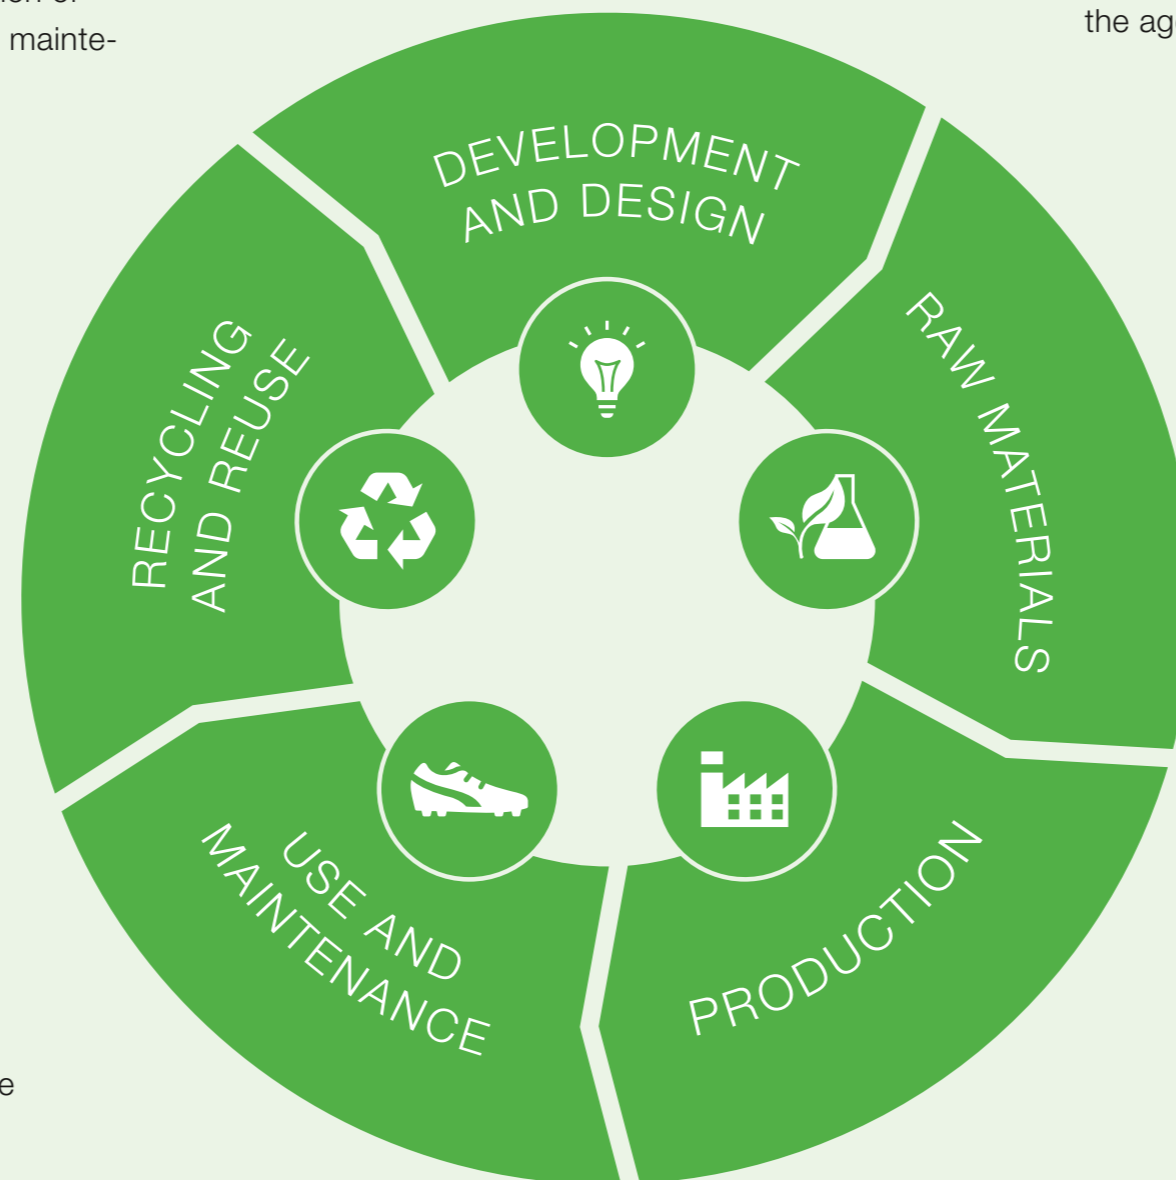 mainte-
the ag
DEVELOPMENT
AND DESIGN
RAW MATERIALS
PRODUCTION
USE AND
MAINTENANCE
RECYCLING
AND REUSE